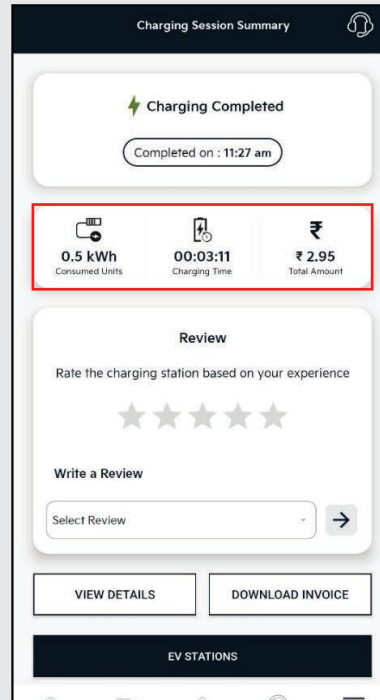 Charging Session Summary
Charging Completed
Completed on : 11:27 am
₹
0.5 kWh 00:03:11 ₹ 2.95
Consumed Units Charging Time Total Amount
Review
Rate the charging station based on your experience
Write a Review
Select Review
VIEW DETAILS DOWNLOAD INVOICE
EV STATIONS